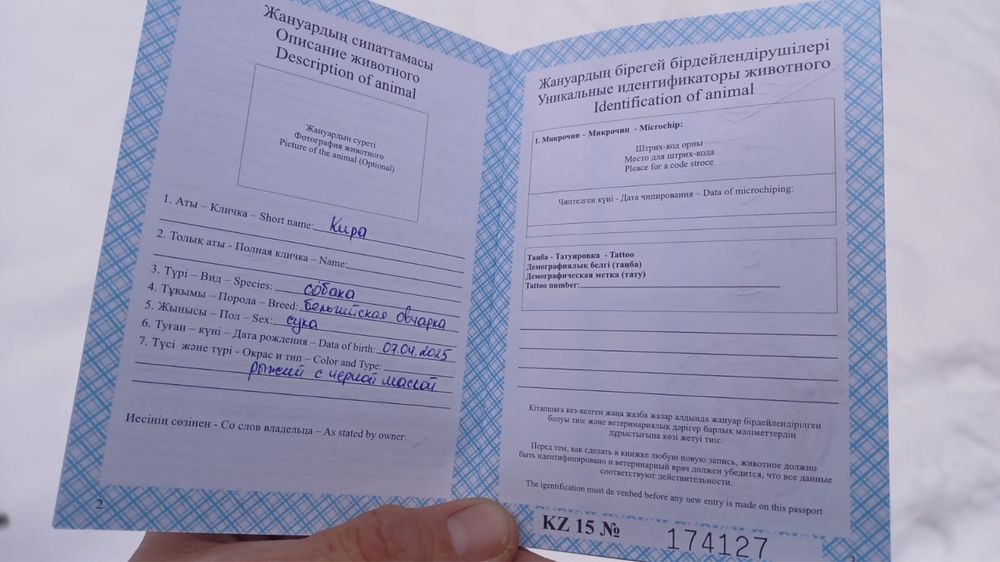 Жануардың сипаттамасы
Описание животного
Description of animal
Жануардың суреті
Фотография животного
Picture of the animal (Optional)
1. Аты – Кличка – Short name: Кира
2. Толық аты - Полная кличка – Name:
3. Түрі – Вид – Species: собака
4. Тұқымы – Порода – Breed: бельгийская овчарка
5. Жынысы – Пол – Sex: сука
6. Туған – күні – Дата рождения – Data of birth: 07.04.2025
7. Түсі және түрі - Окрас и тип – Color and Type:
рыжий с черной маской
Иесінің сөзінен - Со слов владельца – As stated by owner:
2
Жануардың бірегей бірдейлендірушілері
Уникальные идентификаторы животного
Identification of animal
1. Микрочип – Микрочип - Microchip:
Штрих-код орны
Место для штрих-кода
Pleace for a code stroce
Чиптелген күні - Дата чипирования – Data of microchiping:
Таңба - Татуировка - Tattoo
Демографиялық белгі (таңба)
Демографическая метка (тату)
Tattoo number:
Кітапшаға кез-келген жаңа жазба жазар алдында жануар бірдейлендірілген
болуы тиіс және ветеринариялық дәрігер барлық мәліметтердің
дұрыстығына көзі жетуі тиіс.
Перед тем, как сделать в книжке любую новую запись, животное должно
быть идентифицировано и ветеринарный врач должен убедится, что все данные
соответствуют действительности.
The igentification must de venbed before any new entry is made on this passport
KZ 15 № 174127